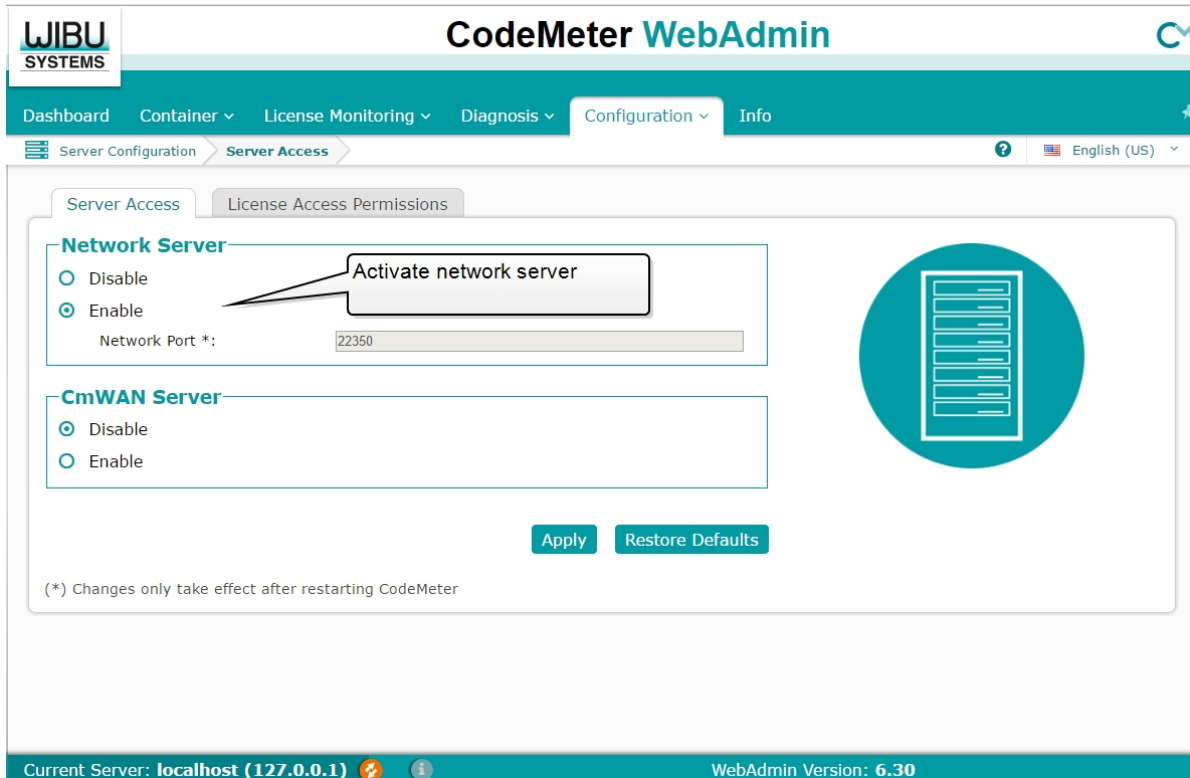 WIBU
SYSTEMS
CodeMeter WebAdmin
Dashboard Container License Monitoring Diagnosis Configuration Info
Server Configuration Server Access ? English (US)
Server Access License Access Permissions
Network Server
Disable
Activate network server
Enable
Network Port *: 22350
CmWAN Server
Disable
Enable
Apply Restore Defaults
(*) Changes only take effect after restarting CodeMeter
Current Server: localhost (127.0.0.1) i WebAdmin Version: 6.30